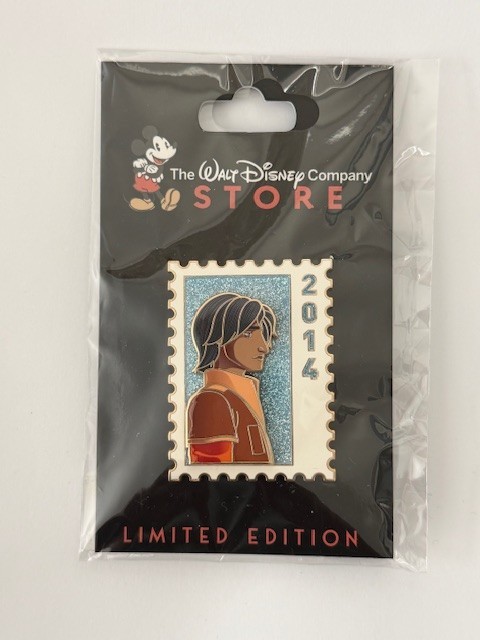 The WALT DISNEY Company
STORE
2014
LIMITED EDITION